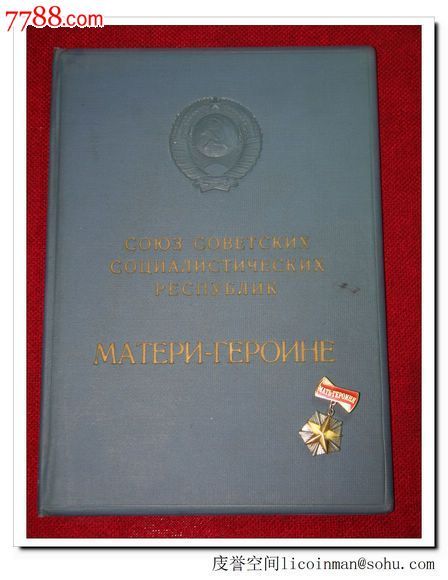 7788.com
СОЮЗ СОВЕТСКИХ
СОЦИАЛИСТИЧЕСКИХ
РЕСПУБЛИК
МАТЕРИ-ГЕРОИНЕ
МАТЬ-ГЕРОИНЯ
庋誉空间licoinman@sohu.com